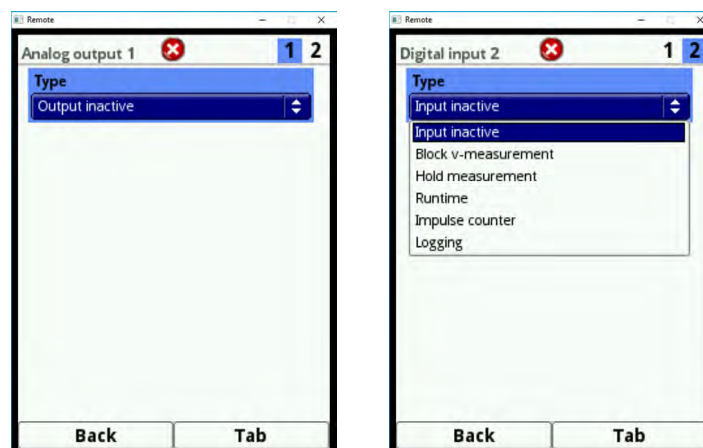 Remote
Analog output 1 1 2
Type
Output inactive
Back Tab
Remote
Digital input 2 1 2
Type
Input inactive
Input inactive
Block v-measurement
Hold measurement
Runtime
Impulse counter
Logging
Back Tab